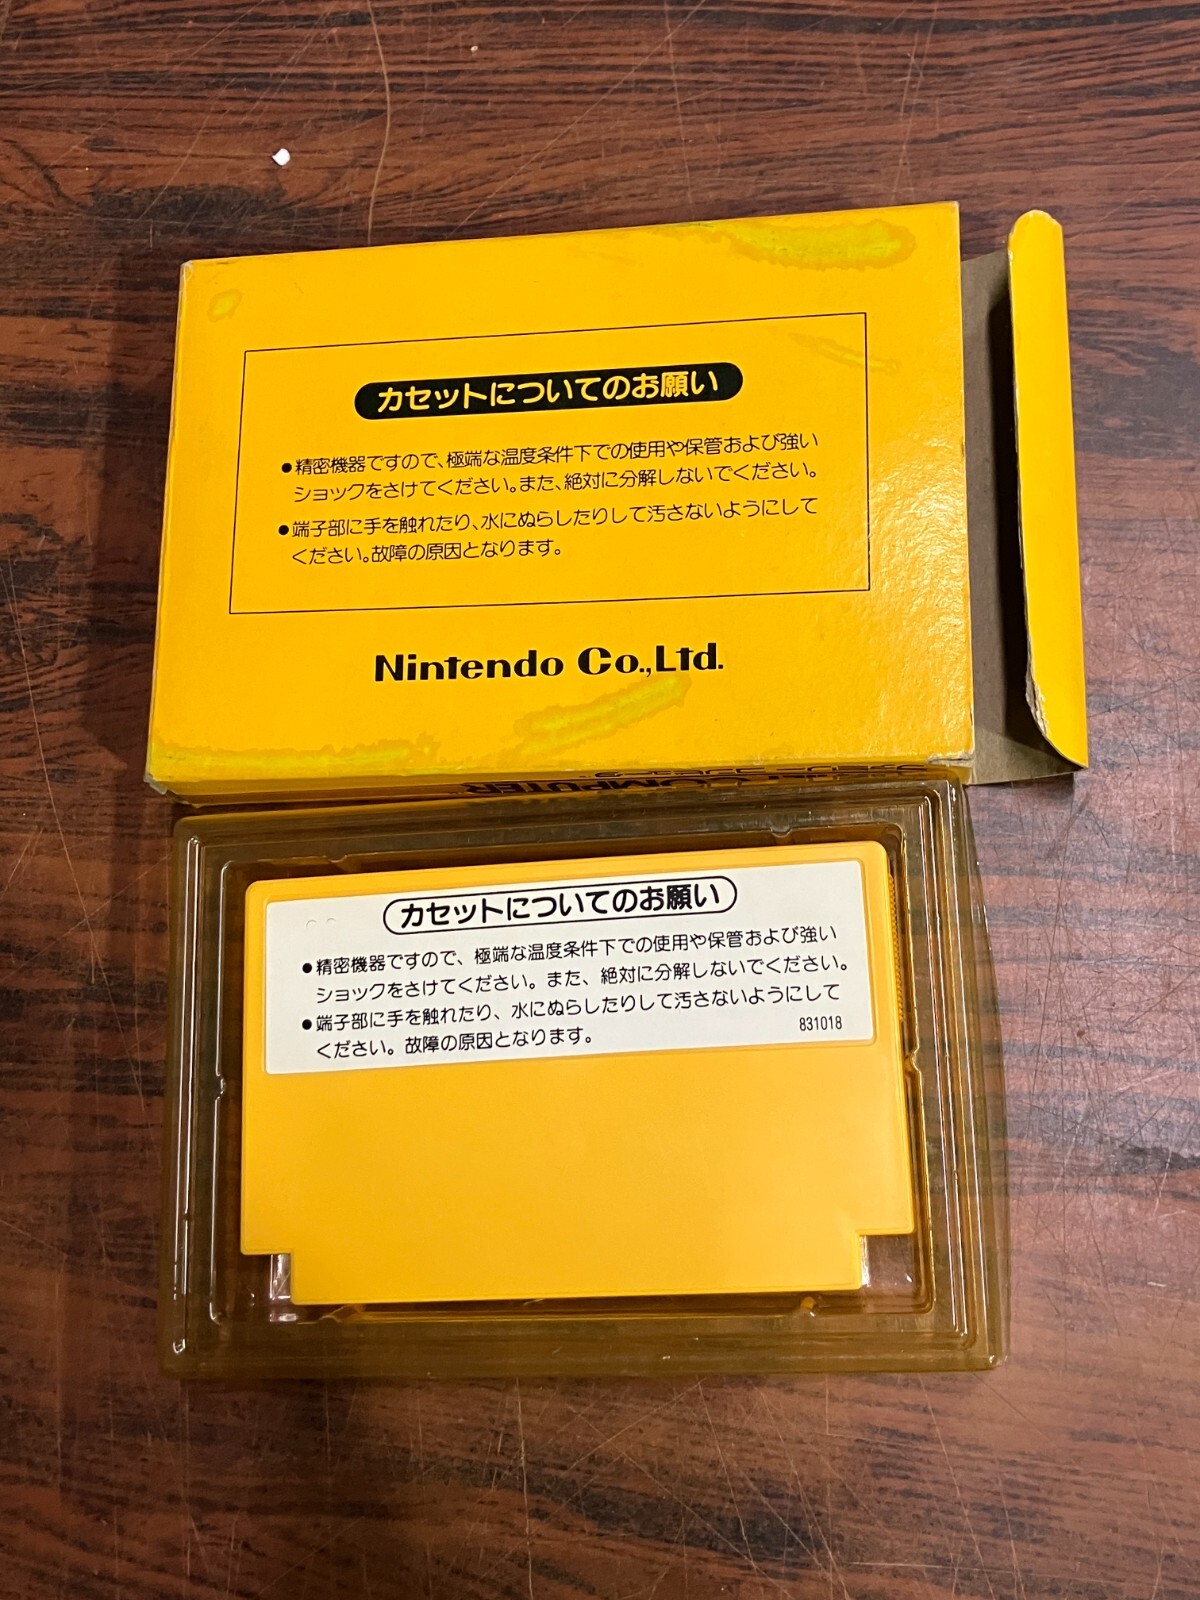 カセットについてのお願い
●精密機器ですので、極端な温度条件下での使用や保管および強い
ショックをさけてください。また、絶対に分解しないでください。
●端子部に手を触れたり、水にぬらしたりして汚さないようにして
ください。故障の原因となります。
Nintendo Co.,Ltd.
COMPUTER
カセットについてのお願い
●精密機器ですので、極端な温度条件下での使用や保管および強い
ショックをさけてください。また、絶対に分解しないでください。
●端子部に手を触れたり、水にぬらしたりして汚さないようにして
ください。故障の原因となります。
831018